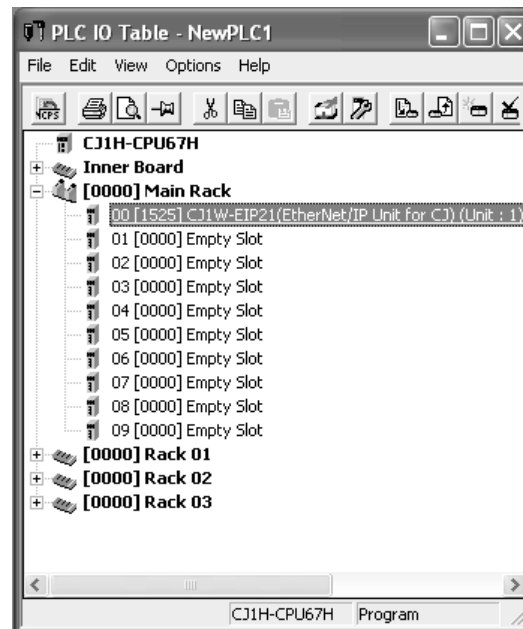 PLC IO Table - NewPLC1
File Edit View Options Help
NCPS
CJ1H-CPU67H
Inner Board
[0000] Main Rack
00 [1525] CJ1W-EIP21(EtherNet/IP Unit for CJ) (Unit : 1)
01 [0000] Empty Slot
02 [0000] Empty Slot
03 [0000] Empty Slot
04 [0000] Empty Slot
05 [0000] Empty Slot
06 [0000] Empty Slot
07 [0000] Empty Slot
08 [0000] Empty Slot
09 [0000] Empty Slot
[0000] Rack 01
[0000] Rack 02
[0000] Rack 03
CJ1H-CPU67H Program